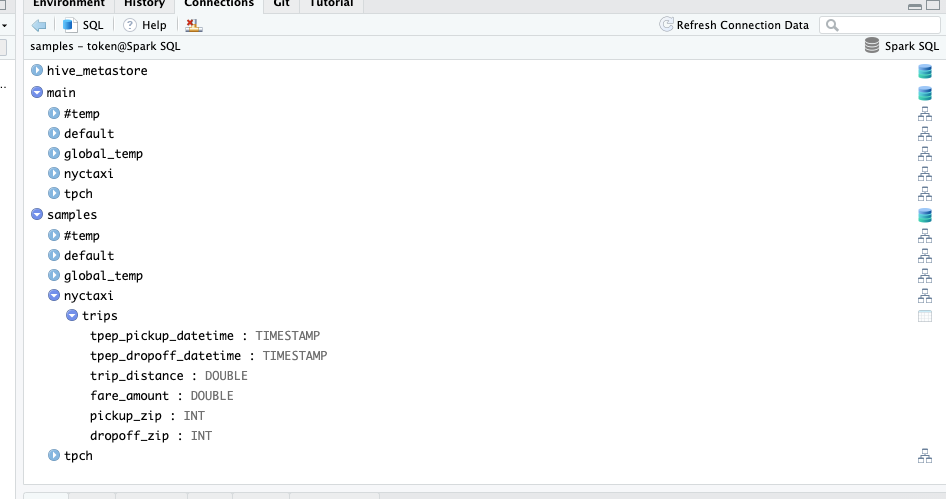 Environment History Connections Git Tutorial
SQL Help Refresh Connection Data
samples – token@Spark SQL Spark SQL
hive_metastore
..
main
#temp
default
global_temp
nyctaxi
tpch
samples
#temp
default
global_temp
nyctaxi
trips
tpep_pickup_datetime : TIMESTAMP
tpep_dropoff_datetime : TIMESTAMP
trip_distance : DOUBLE
fare_amount : DOUBLE
pickup_zip : INT
dropoff_zip : INT
tpch